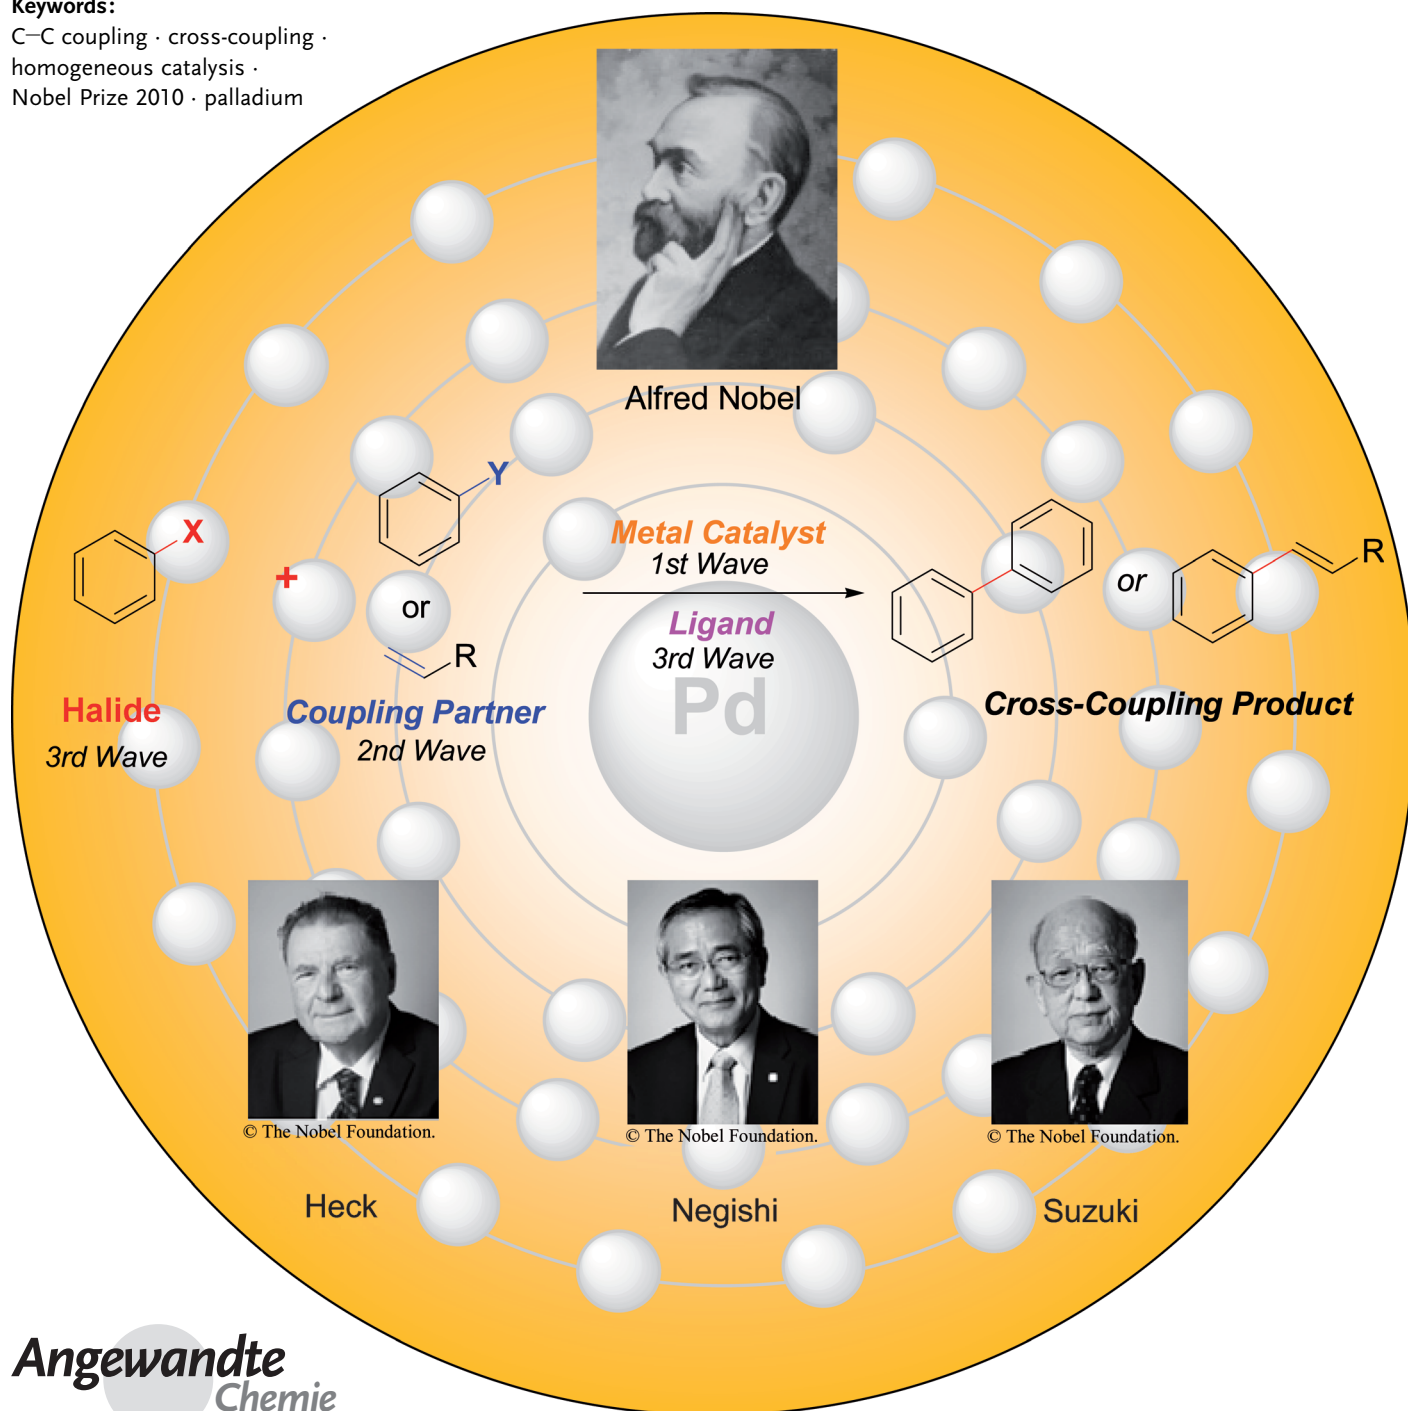 Keywords:
C–C coupling · cross-coupling ·
homogeneous catalysis ·
Nobel Prize 2010 · palladium
Alfred Nobel
Y
X
+
or
R
Halide
3rd Wave
Coupling Partner
2nd Wave
Metal Catalyst
1st Wave
Ligand
3rd Wave
Pd
or
R
Cross-Coupling Product
© The Nobel Foundation.
© The Nobel Foundation.
© The Nobel Foundation.
Heck
Negishi
Suzuki
Angewandte
Chemie